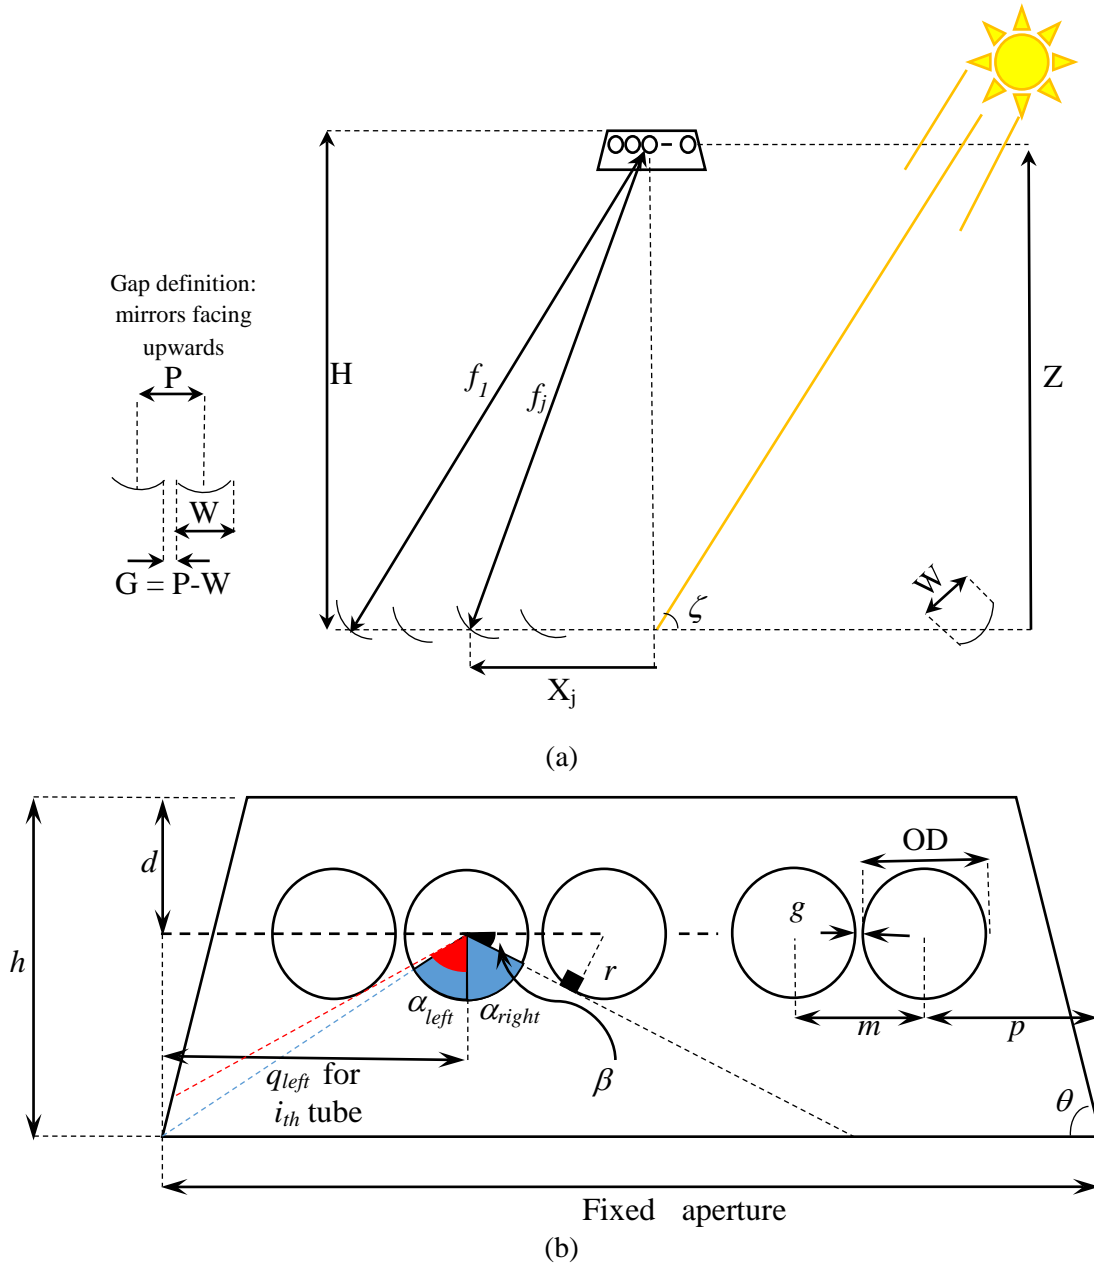 Gap definition:
mirrors facing
upwards
P
W
G = P-W
H
f1
fj
Z
W
ζ
Xj
(a)
d
h
OD
g
r
αleft
αright
m
p
qleft for
ith tube
β
θ
Fixed aperture
(b)